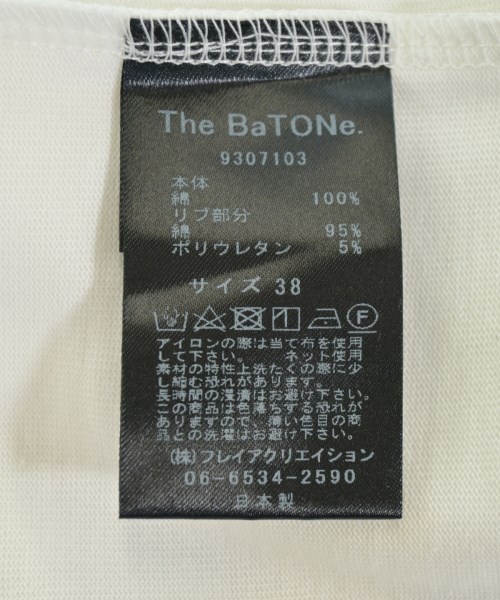 The BaTONe.
9307103
本体
綿 100%
リブ部分
綿 95%
ポリウレタン 5%
サイズ 38
F
アイロンの際は当て布を使用
して下さい。 ネット使用
素材の特性上洗たくの際に少
し縮む恐れがあります。
長時間の浸漬はお避け下さい。
この商品は色落ちする恐れが
ありますので、薄い色目の商
品との洗濯はお避け下さい。
(株)フレイアクリエイション
06-6534-2590
日本製